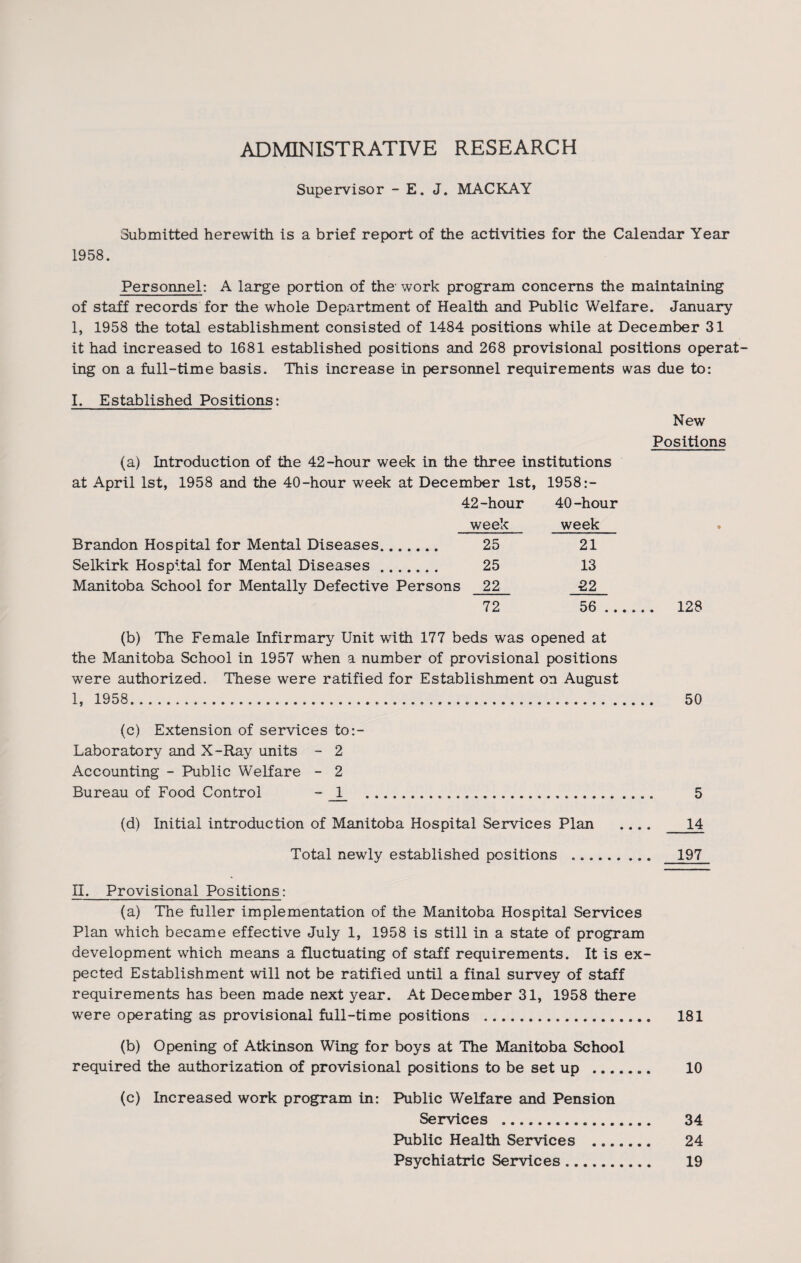 ADMINISTRATIVE RESEARCH
Supervisor - E. J. MACKAY
Submitted herewith is a brief report of the activities for the Calendar Year
1958.
Personnel: A large portion of the work program concerns the maintaining
of staff records for the whole Department of Health and Public Welfare. January
1, 1958 the total establishment consisted of 1484 positions while at December 31
it had increased to 1681 established positions and 268 provisional positions operat-
ing on a full-time basis. This increase in personnel requirements was due to:
I. Established Positions:
New
Positions
(a) Introduction of the 42-hour week in the three institutions
at April 1st, 1958 and the 40-hour week at December 1st, 1958:-
42-hour 40-hour
week week
Brandon Hospital for Mental Diseases....... 25 21
Selkirk Hospital for Mental Diseases ....... 25 13
Manitoba School for Mentally Defective Persons 22 22
72 56 ...... 128
(b) The Female Infirmary Unit with 177 beds was opened at
the Manitoba School in 1957 when a number of provisional positions
were authorized. These were ratified for Establishment on August
1, 1958............................................................ 50
(c) Extension of services to:-
Laboratory and X-Ray units - 2
Accounting - Public Welfare - 2
Bureau of Food Control - 1 ................................. 5
(d) Initial introduction of Manitoba Hospital Services Plan .... 14
Total newly established positions ......... 197
II. Provisional Positions:
(a) The fuller implementation of the Manitoba Hospital Services
Plan which became effective July 1, 1958 is still in a state of program
development which means a fluctuating of staff requirements. It is ex-
pected Establishment will not be ratified until a final survey of staff
requirements has been made next year. At December 31, 1958 there
were operating as provisional full-time positions ................... 181
(b) Opening of Atkinson Wing for boys at The Manitoba School
required the authorization of provisional positions to be set up ....... 10
(c) Increased work program in: Public Welfare and Pension
Services ................. 34
Public Health Services ....... 24
Psychiatric Services.......... 19